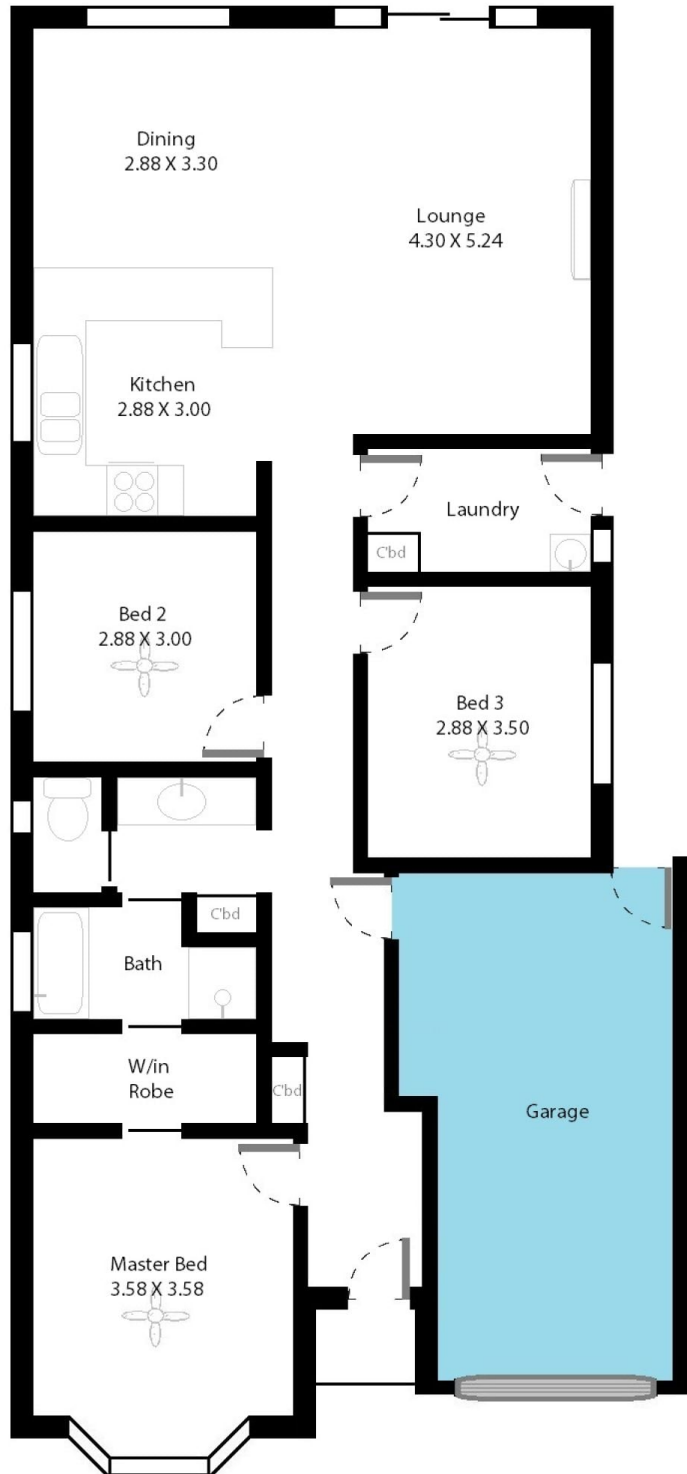 Dining
2.88 X 3.30
Lounge
4.30 X 5.24
Kitchen
2.88 X 3.00
Laundry
C'bd
Bed 2
2.88 X 3.00
Bed 3
2.88 X 3.50
C'bd
Bath
W/in
Robe
C'bd
Garage
Master Bed
3.58 X 3.58